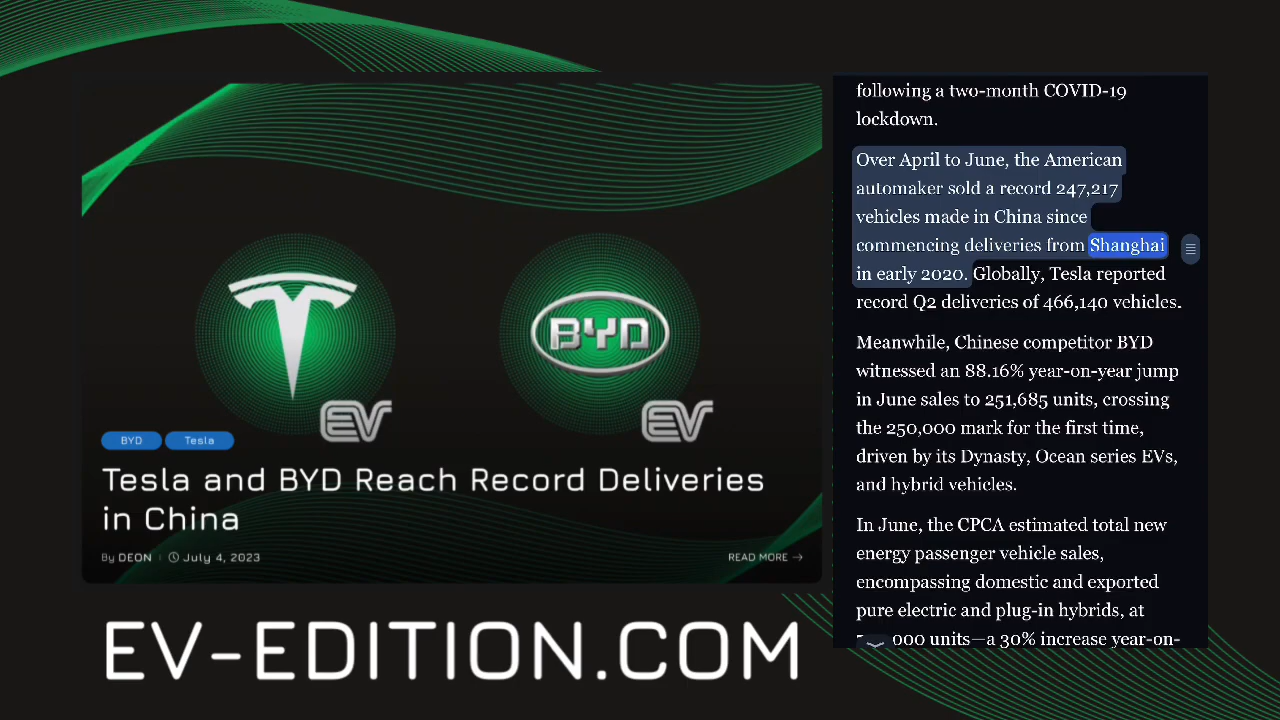 BYD
EV
EV
BYD
Tesla
Tesla and BYD Reach Record Deliveries
in China
By DEON
July 4, 2023
READ MORE →
EV-EDITION.COM
following a two-month COVID-19
lockdown.
Over April to June, the American
automaker sold a record 247,217
vehicles made in China since
commencing deliveries from Shanghai
in early 2020. Globally, Tesla reported
record Q2 deliveries of 466,140 vehicles.
Meanwhile, Chinese competitor BYD
witnessed an 88.16% year-on-year jump
in June sales to 251,685 units, crossing
the 250,000 mark for the first time,
driven by its Dynasty, Ocean series EVs,
and hybrid vehicles.
In June, the CPCA estimated total new
energy passenger vehicle sales,
encompassing domestic and exported
pure electric and plug-in hybrids, at
000 units—a 30% increase year-on-